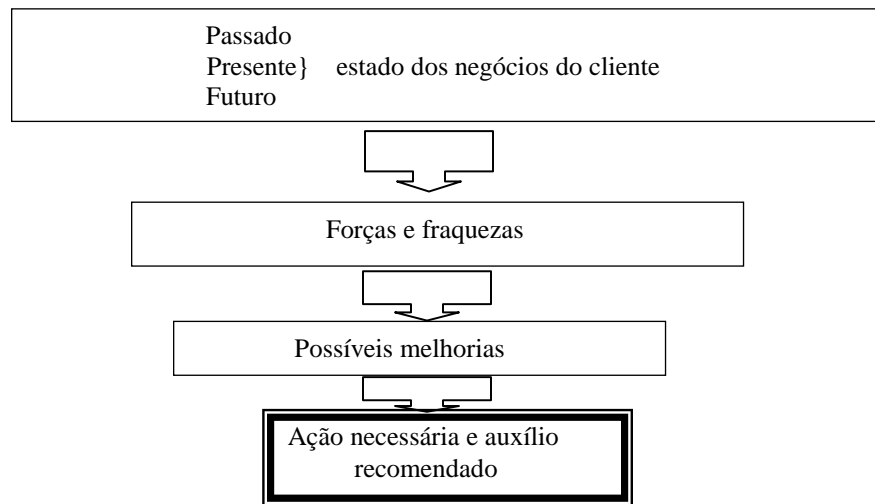 Passado
Presente} estado dos negócios do cliente
Futuro
Forças e fraquezas
Possíveis melhorias
Ação necessária e auxílio
recomendado